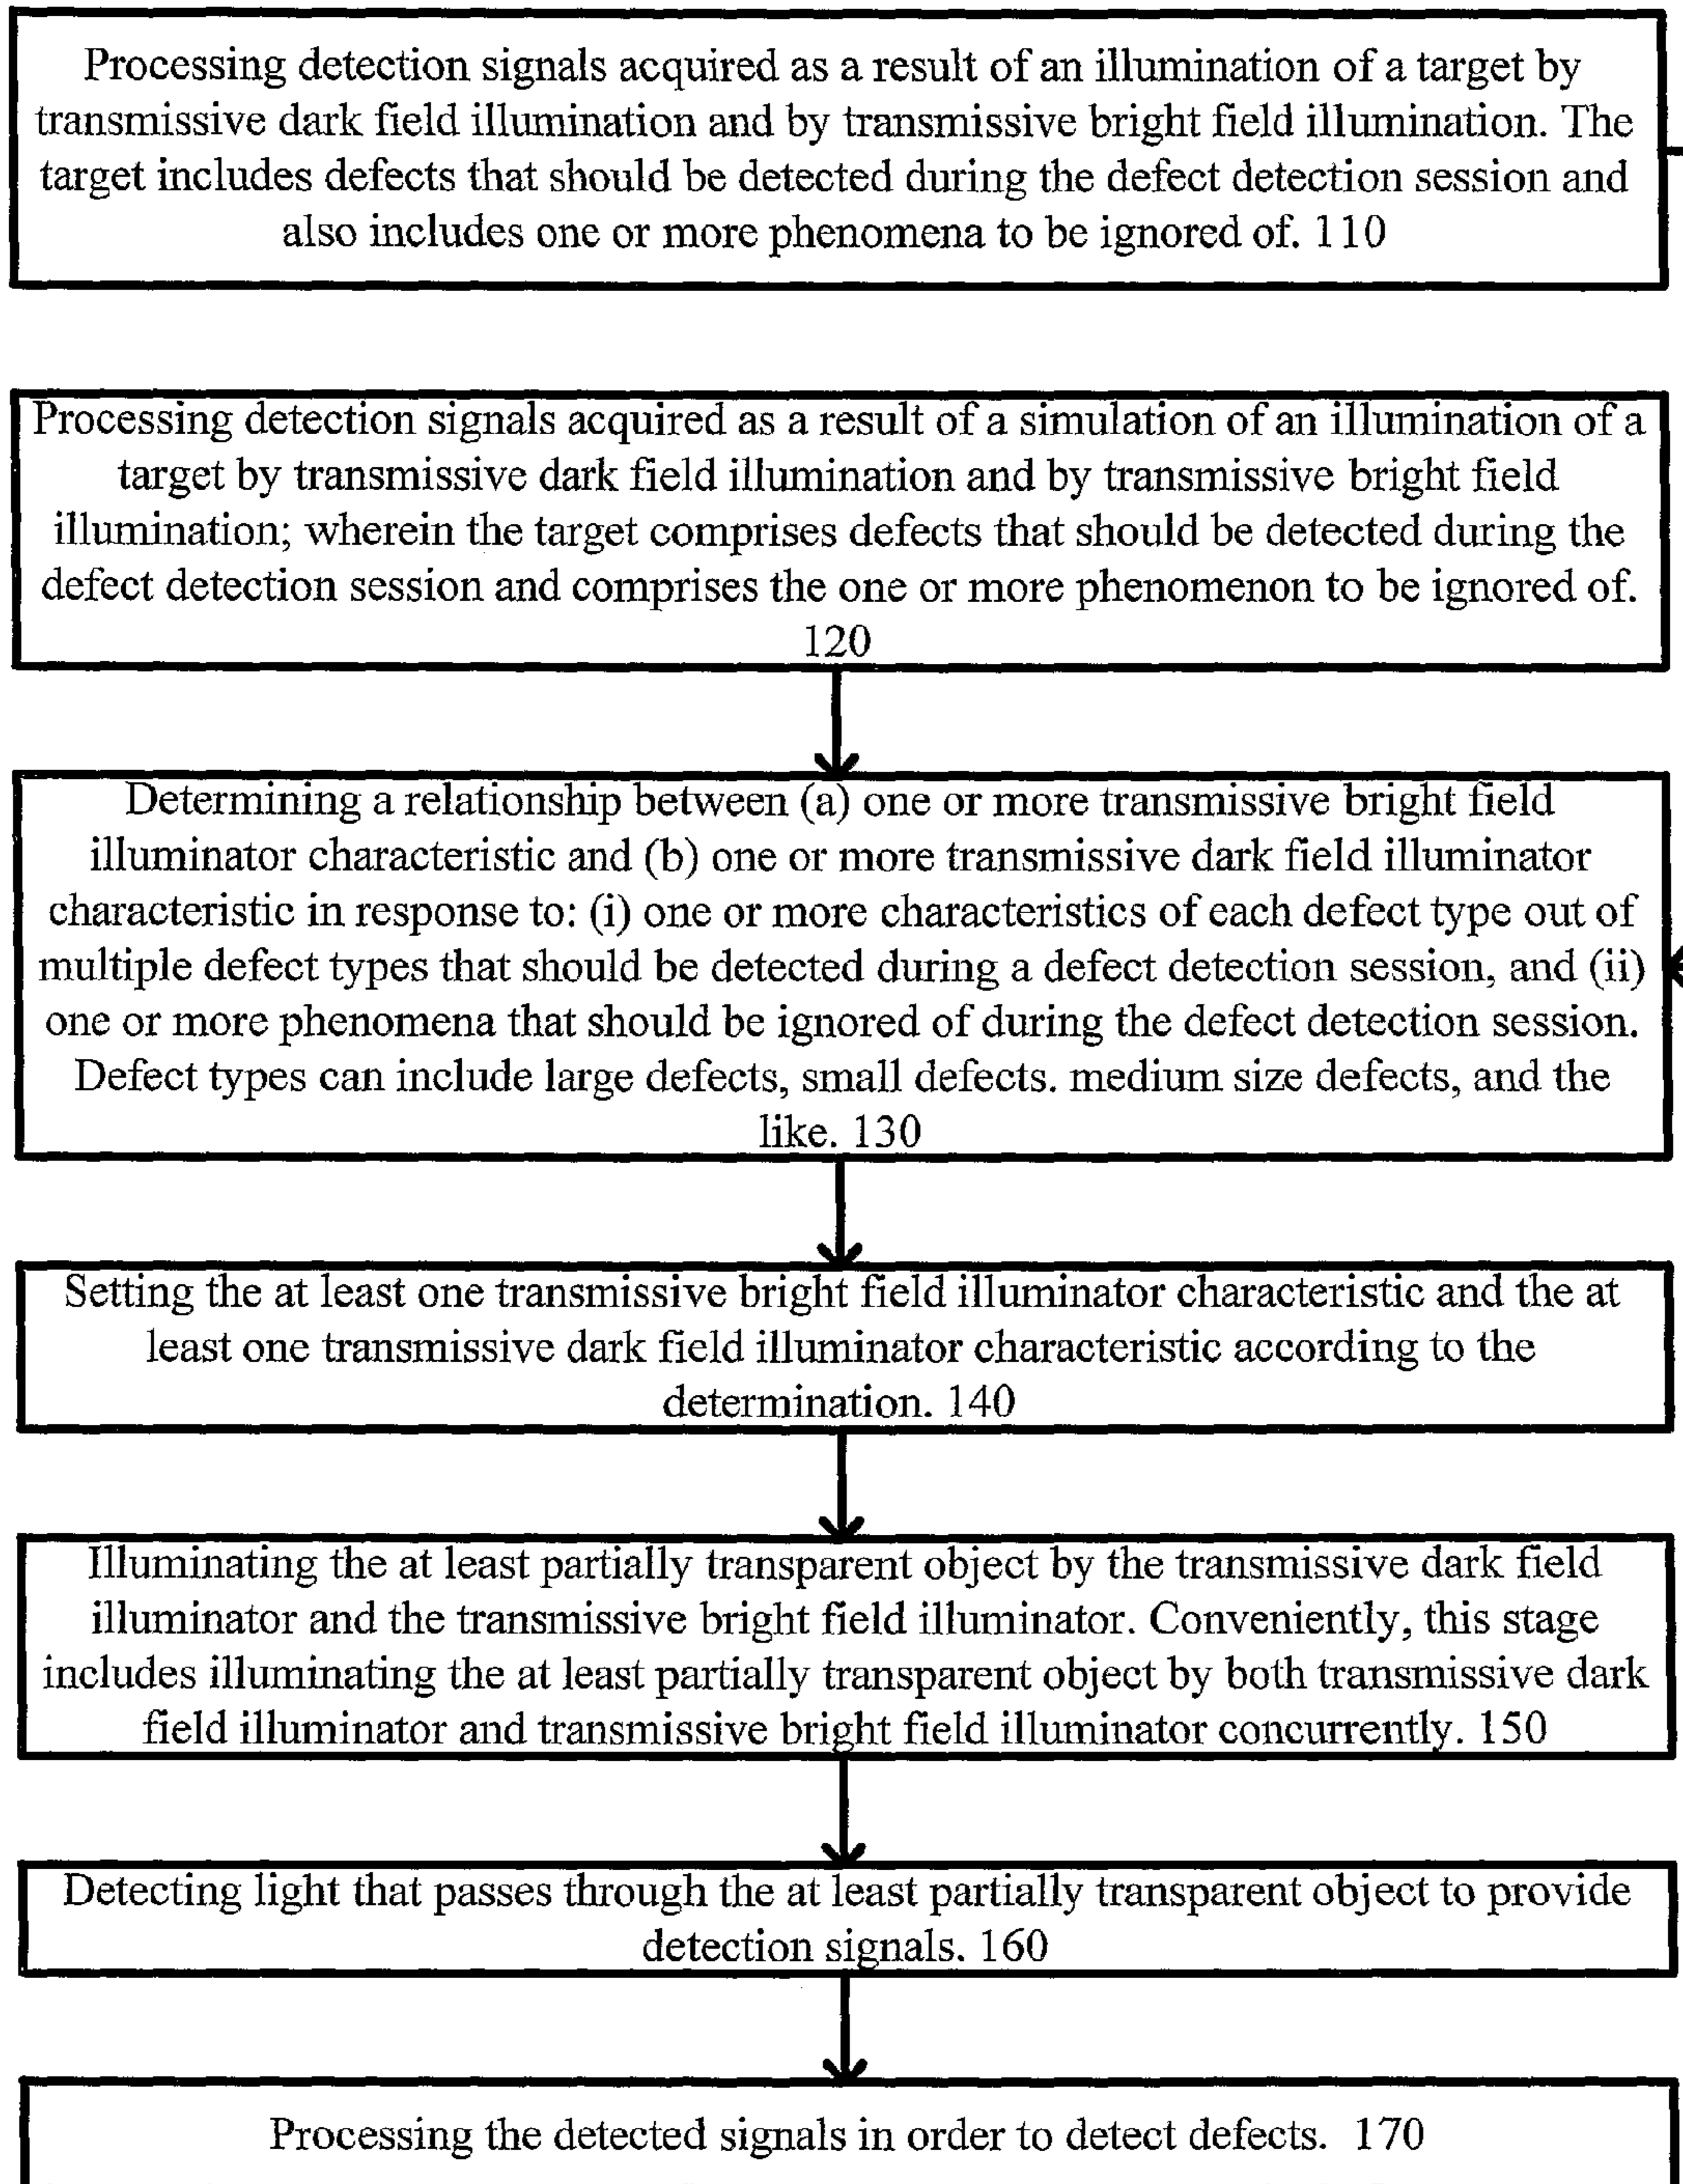 Processing detection signals acquired as a result of an illumination of a target by
transmissive dark field illumination and by transmissive bright field illumination. The
target includes defects that should be detected during the defect detection session and
also includes one or more phenomena to be ignored of. 110
Processing detection signals acquired as a result of a simulation of an illumination of a
target by transmissive dark field illumination and by transmissive bright field
illumination; wherein the target comprises defects that should be detected during the
defect detection session and comprises the one or more phenomenon to be ignored of.
120
Determining a relationship between (a) one or more transmissive bright field
illuminator characteristic and (b) one or more transmissive dark field illuminator
characteristic in response to: (i) one or more characteristics of each defect type out of
multiple defect types that should be detected during a defect detection session, and (ii)
one or more phenomena that should be ignored of during the defect detection session.
Defect types can include large defects, small defects. medium size defects, and the
like. 130
Setting the at least one transmissive bright field illuminator characteristic and the at
least one transmissive dark field illuminator characteristic according to the
determination. 140
Illuminating the at least partially transparent object by the transmissive dark field
illuminator and the transmissive bright field illuminator. Conveniently, this stage
includes illuminating the at least partially transparent object by both transmissive dark
field illuminator and transmissive bright field illuminator concurrently. 150
Detecting light that passes through the at least partially transparent object to provide
detection signals. 160
Processing the detected signals in order to detect defects. 170